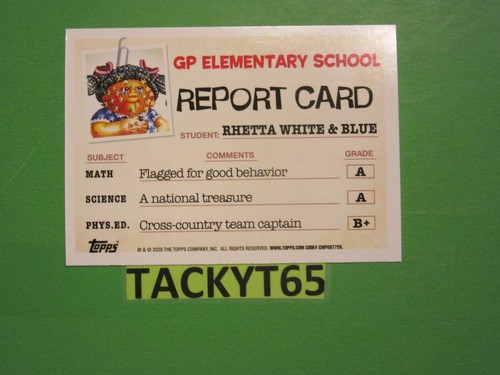 GP ELEMENTARY SCHOOL
REPORT CARD
STUDENT: RHETTA WHITE & BLUE
SUBJECT COMMENTS GRADE
MATH Flagged for good behavior A
SCIENCE A national treasure A
PHYS.ED. Cross-country team captain B+
Topps ® & © 2020 THE TOPPS COMPANY, INC. ALL RIGHTS RESERVED. WWW.TOPPS.COM CODE#
TACKYT65